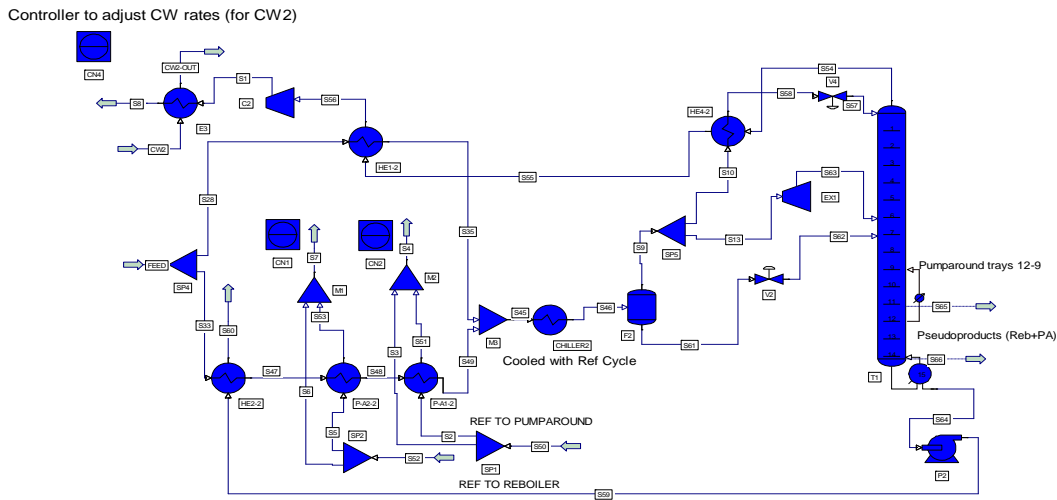 Controller to adjust CW rates (for CW2)
CW2-OUT
S1
S54
CN4
S8
S56
S58
V4
S57
C2
HE4-2
E3
CW2
HE1-2
S10
S55
S63
S28
EX1
S7
S4
S35
S9
S13
S62
SP5
FEED
CN1
CN2
M2
SP4
M1
Pumparound trays 12-9
V2
S33
S60
S53
S3
S51
S45
S46
F2
S65
M3
S49
CHILLER2
S61
Pseudoproducts (Reb+PA)
Cooled with Ref Cycle
S47
S48
S66
S6
T1
HE2-2
P-A2-2
P-A1-2
REF TO PUMPAROUND
S64
S5
SP2
S2
S50
S52
SP1
P2
REF TO REBOILER
S59